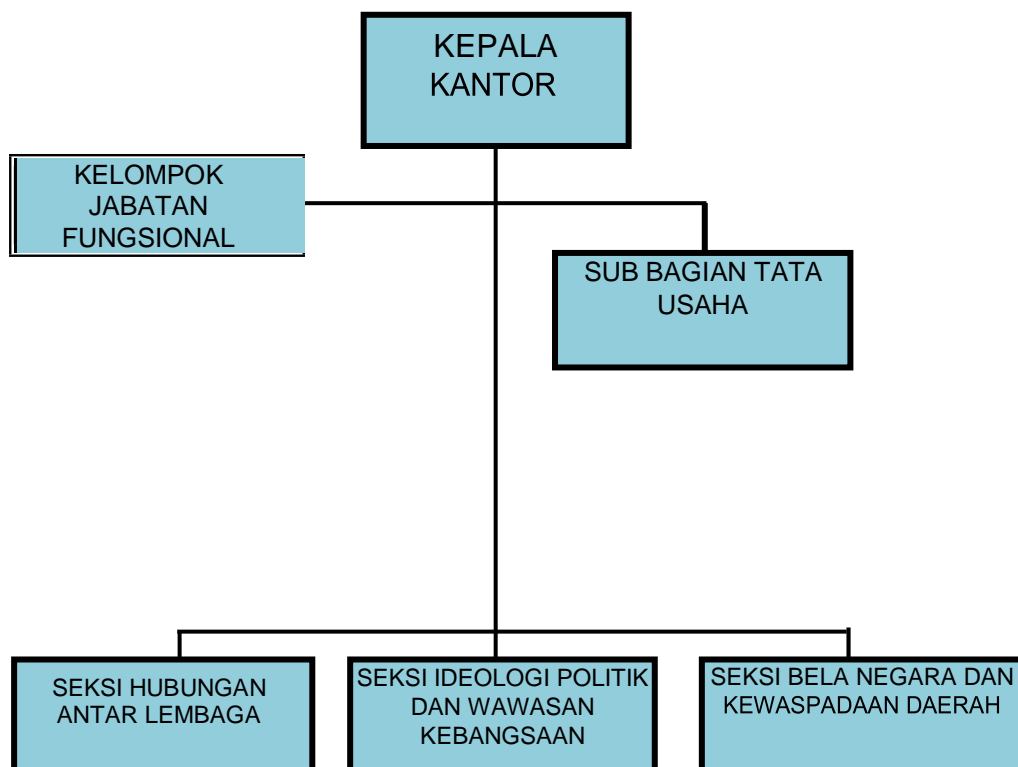 KEPALA
KANTOR
KELOMPOK
JABATAN
FUNGSIONAL
SUB BAGIAN TATA
USAHA
SEKSI HUBUNGAN
ANTAR LEMBAGA
SEKSI IDEOLOGI POLITIK
DAN WAWASAN
KEBANGSAAN
SEKSI BELA NEGARA DAN
KEWASPADAAN DAERAH